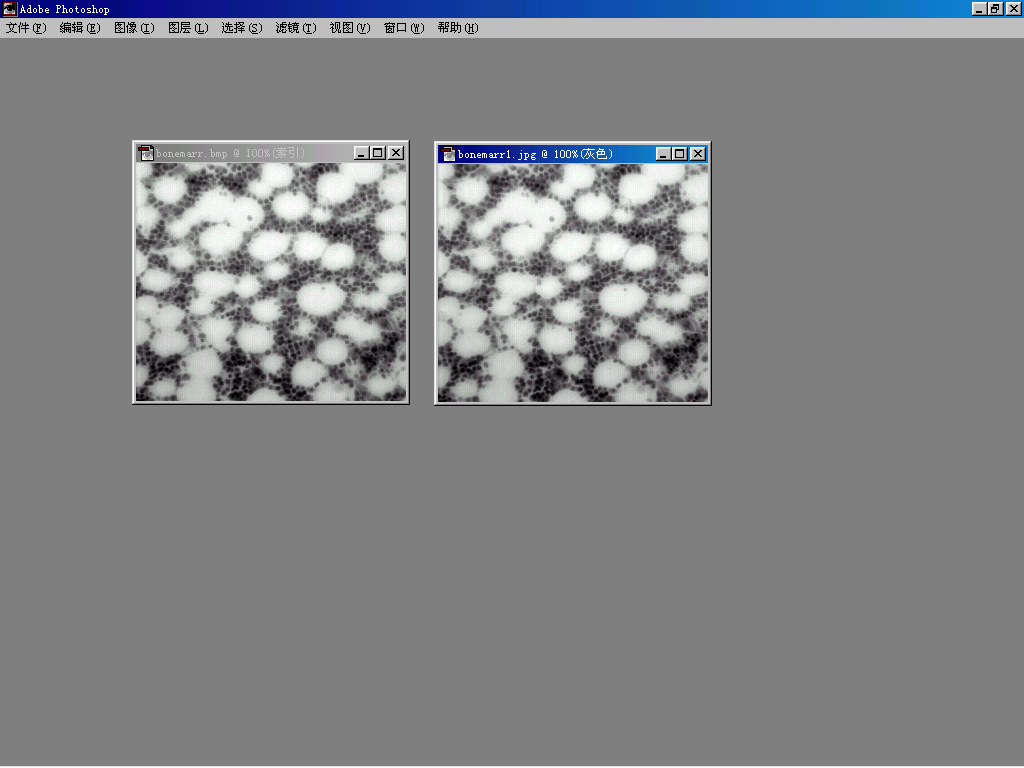 Adobe Photoshop
文件(F) 编辑(E) 图像(I) 图层(L) 选择(S) 滤镜(T) 视图(V) 窗口(W) 帮助(H)
bonemarr.bmp @ 100%(索引)
bonemarr1.jpg @ 100%(灰色)